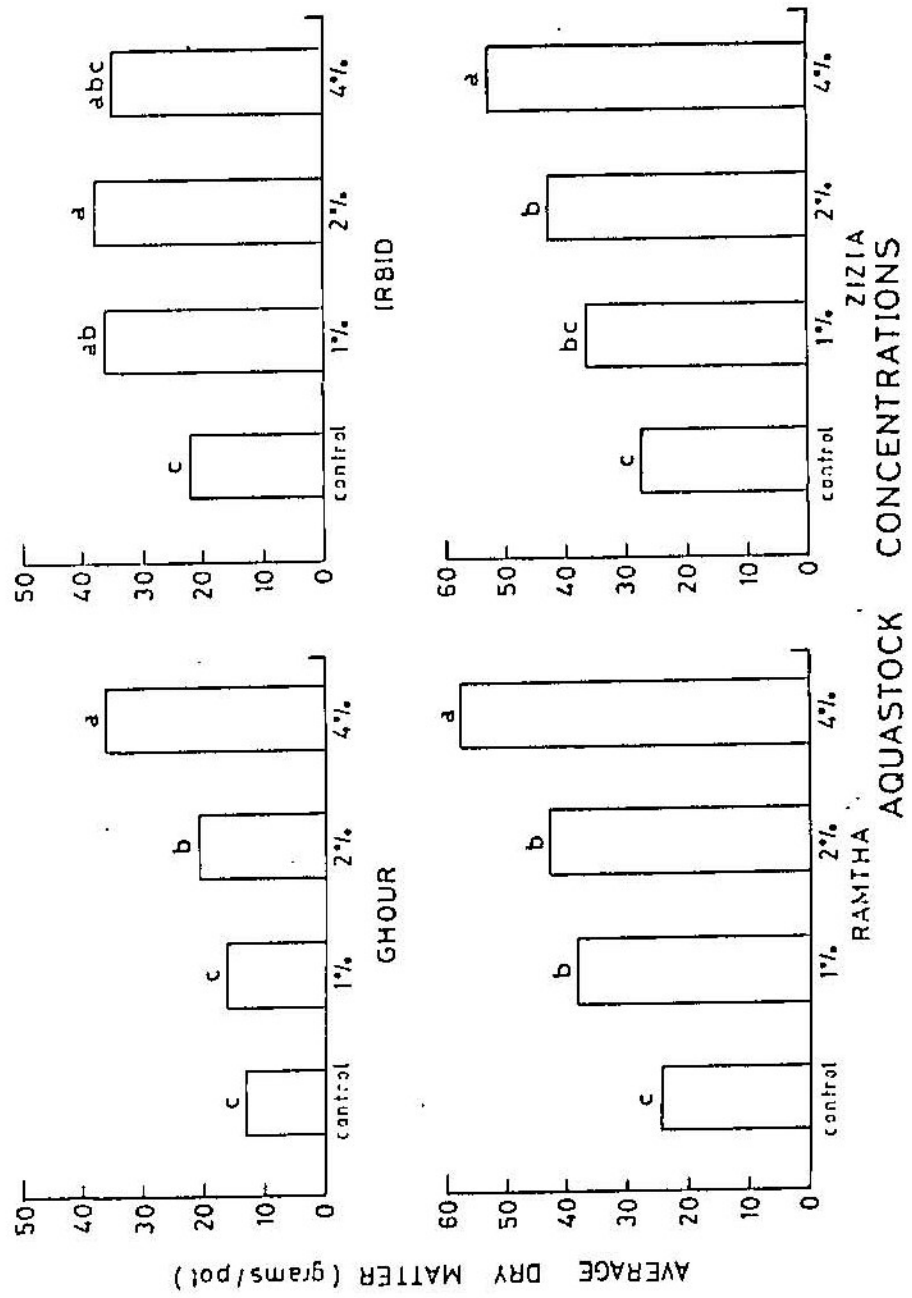 AVERAGE DRY MATTER (grams/pot)
50
40
30
20
10
0
c
c
b
a
control
1%
2%
4%
GHOUR
50
40
30
20
10
0
c
ab
a
abc
control
1%
2%
4%
IRBID
60
50
40
30
20
10
0
c
b
b
a
control
1%
2%
4%
RAMTHA
60
50
40
30
20
10
0
c
bc
b
a
control
1%
2%
4%
ZIZIA
AQUASTOCK CONCENTRATIONS